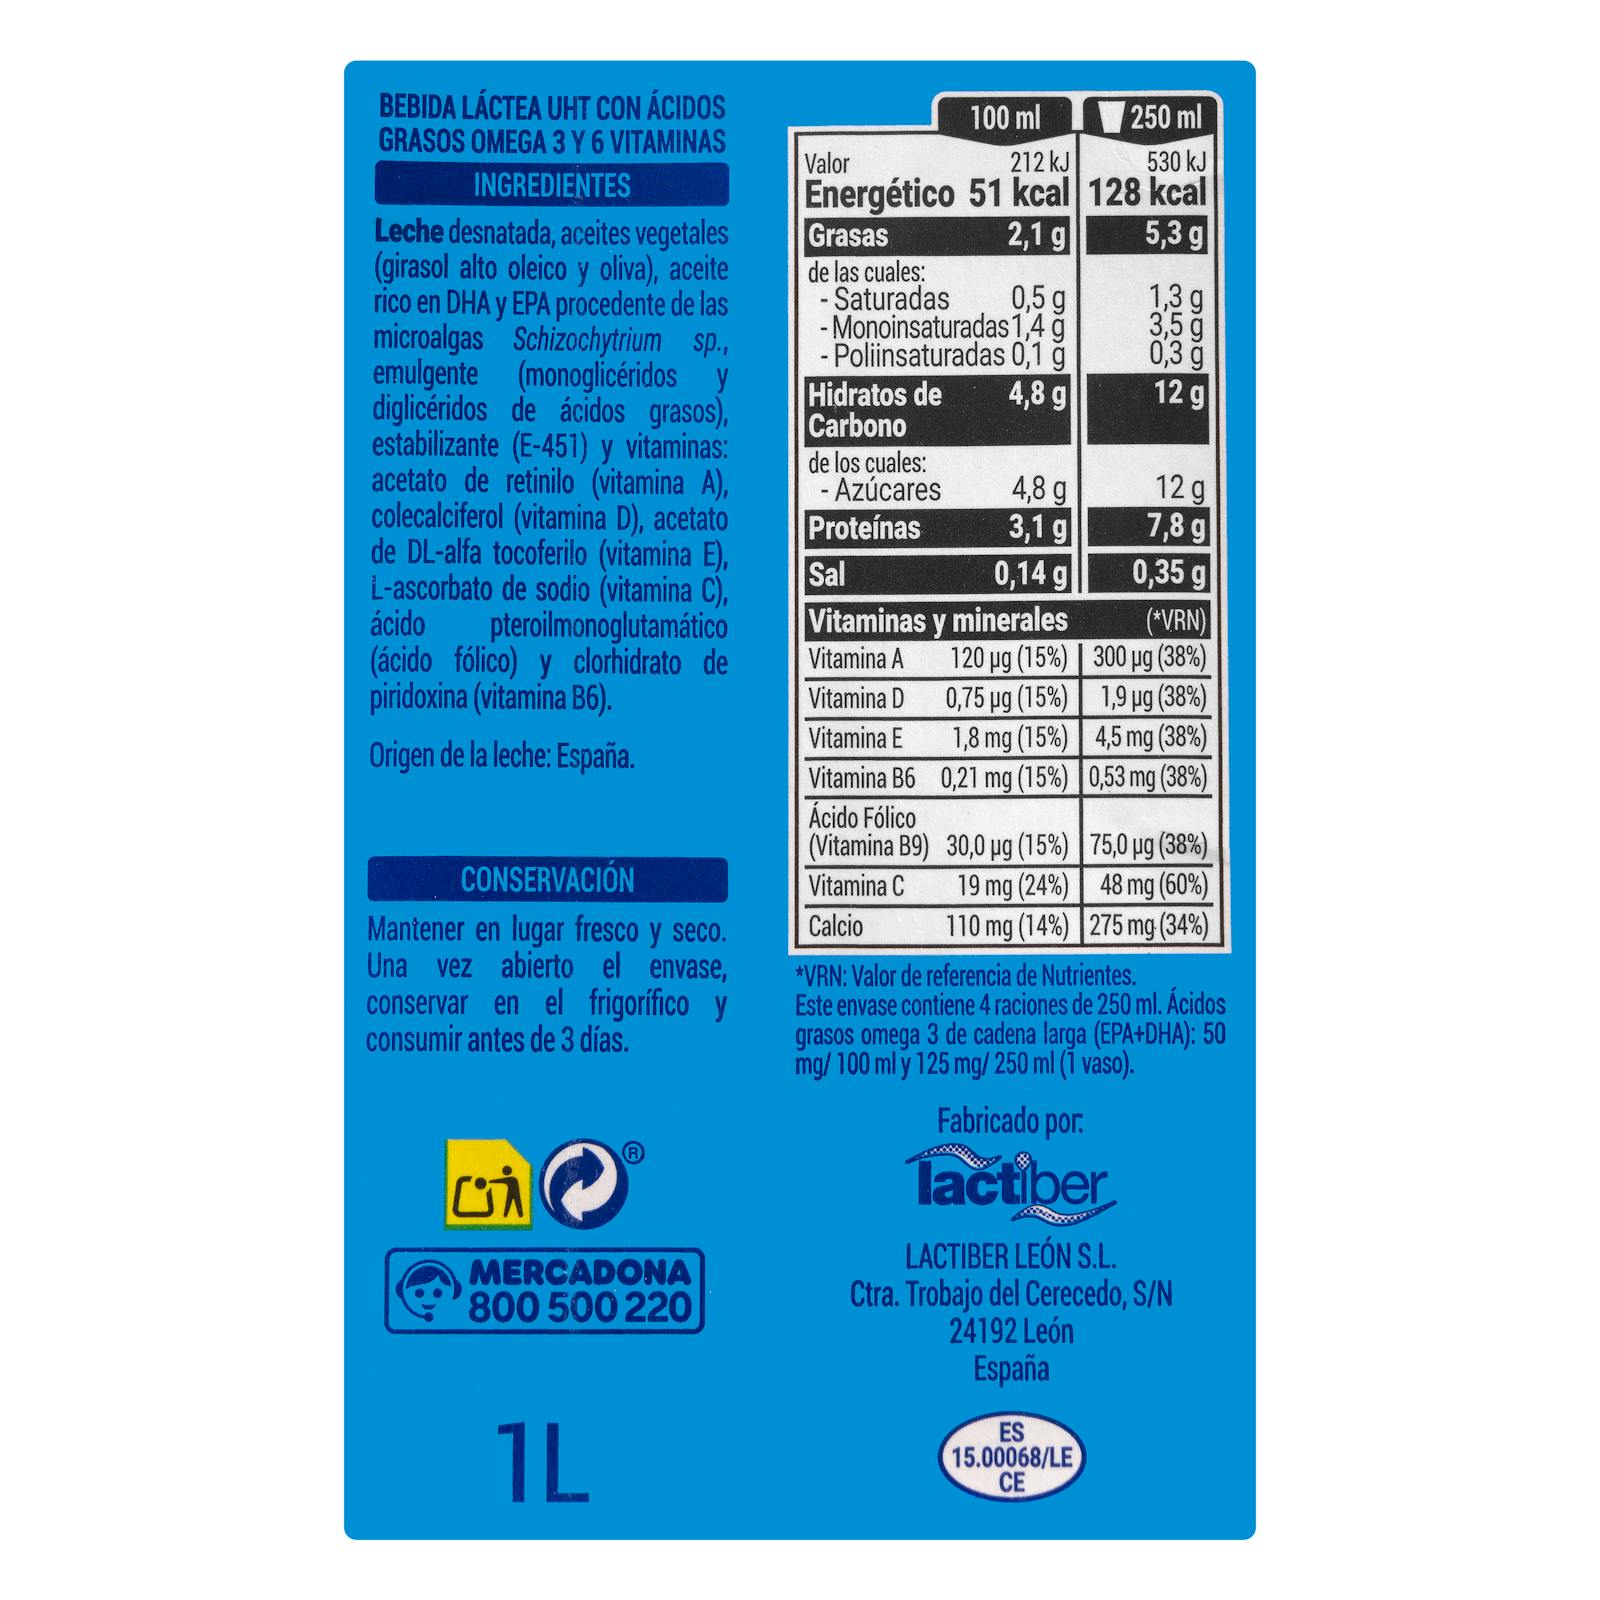 BEBIDA LÁCTEA UHT CON ÁCIDOS
GRASOS OMEGA 3 Y 6 VITAMINAS
INGREDIENTES
Leche desnatada, aceites vegetales
(girasol alto oleico y oliva), aceite
rico en DHA y EPA procedente de las
microalgas Schizochytrium sp.,
emulgente (monoglicéridos y
diglicéridos de ácidos grasos),
estabilizante (E-451) y vitaminas:
acetato de retinilo (vitamina A),
colecalciferol (vitamina D), acetato
de DL-alfa tocoferilo (vitamina E),
L-ascorbato de sodio (vitamina C),
ácido pteroilmonoglutamático
(ácido fólico) y clorhidrato de
piridoxina (vitamina B6).
Origen de la leche: España.
CONSERVACIÓN
Mantener en lugar fresco y seco.
Una vez abierto el envase,
conservar en el frigorífico y
consumir antes de 3 días.
®
MERCADONA
800 500 220
1L
100 ml 250 ml
Valor 212 kJ 530 kJ
Energético 51 kcal 128 kcal
Grasas 2,1 g 5,3 g
de las cuales:
- Saturadas 0,5 g 1,3 g
- Monoinsaturadas 1,4 g 3,5 g
- Poliinsaturadas 0,1 g 0,3 g
Hidratos de 4,8 g 12 g
Carbono
de los cuales:
- Azúcares 4,8 g 12 g
Proteínas 3,1 g 7,8 g
Sal 0,14 g 0,35 g
Vitaminas y minerales (*VRN)
Vitamina A 120 µg (15%) 300 µg (38%)
Vitamina D 0,75 µg (15%) 1,9 µg (38%)
Vitamina E 1,8 mg (15%) 4,5 mg (38%)
Vitamina B6 0,21 mg (15%) 0,53 mg (38%)
Ácido Fólico
(Vitamina B9) 30,0 µg (15%) 75,0 µg (38%)
Vitamina C 19 mg (24%) 48 mg (60%)
Calcio 110 mg (14%) 275 mg (34%)
*VRN: Valor de referencia de Nutrientes.
Este envase contiene 4 raciones de 250 ml. Ácidos
grasos omega 3 de cadena larga (EPA+DHA): 50
mg/ 100 ml y 125 mg/ 250 ml (1 vaso).
Fabricado por:
lactiber
LACTIBER LEÓN S.L.
Ctra. Trobajo del Cerecedo, S/N
24192 León
España
ES
15.00068/LE
CE